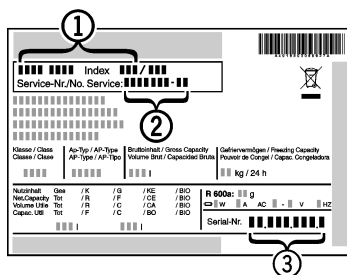 1
Index /
Service-Nr./No. Service: -
2
Klasse / Class
Classe / Clase
Ap-Typ / AP-Type
AP-Type / AP-Tipo
Bruttoinhalt / Gross Capacity
Volume Brut / Capacidad Bruta
Gefriervermögen / Freezing Capacity
Pouvoir de Congel / Capac. Congeladora
l
kg / 24 h
Nutzinhalt Gee / K / G / KE / BIO
Net.Capacity Tot / R / F / CE / BIO
Volume Utile Tot / R / C / CA / BIO
Capac. Util Tot / F / C / BO / BIO
l l
R 600a: g
W A AC - V HZ
Serial-Nr.
3